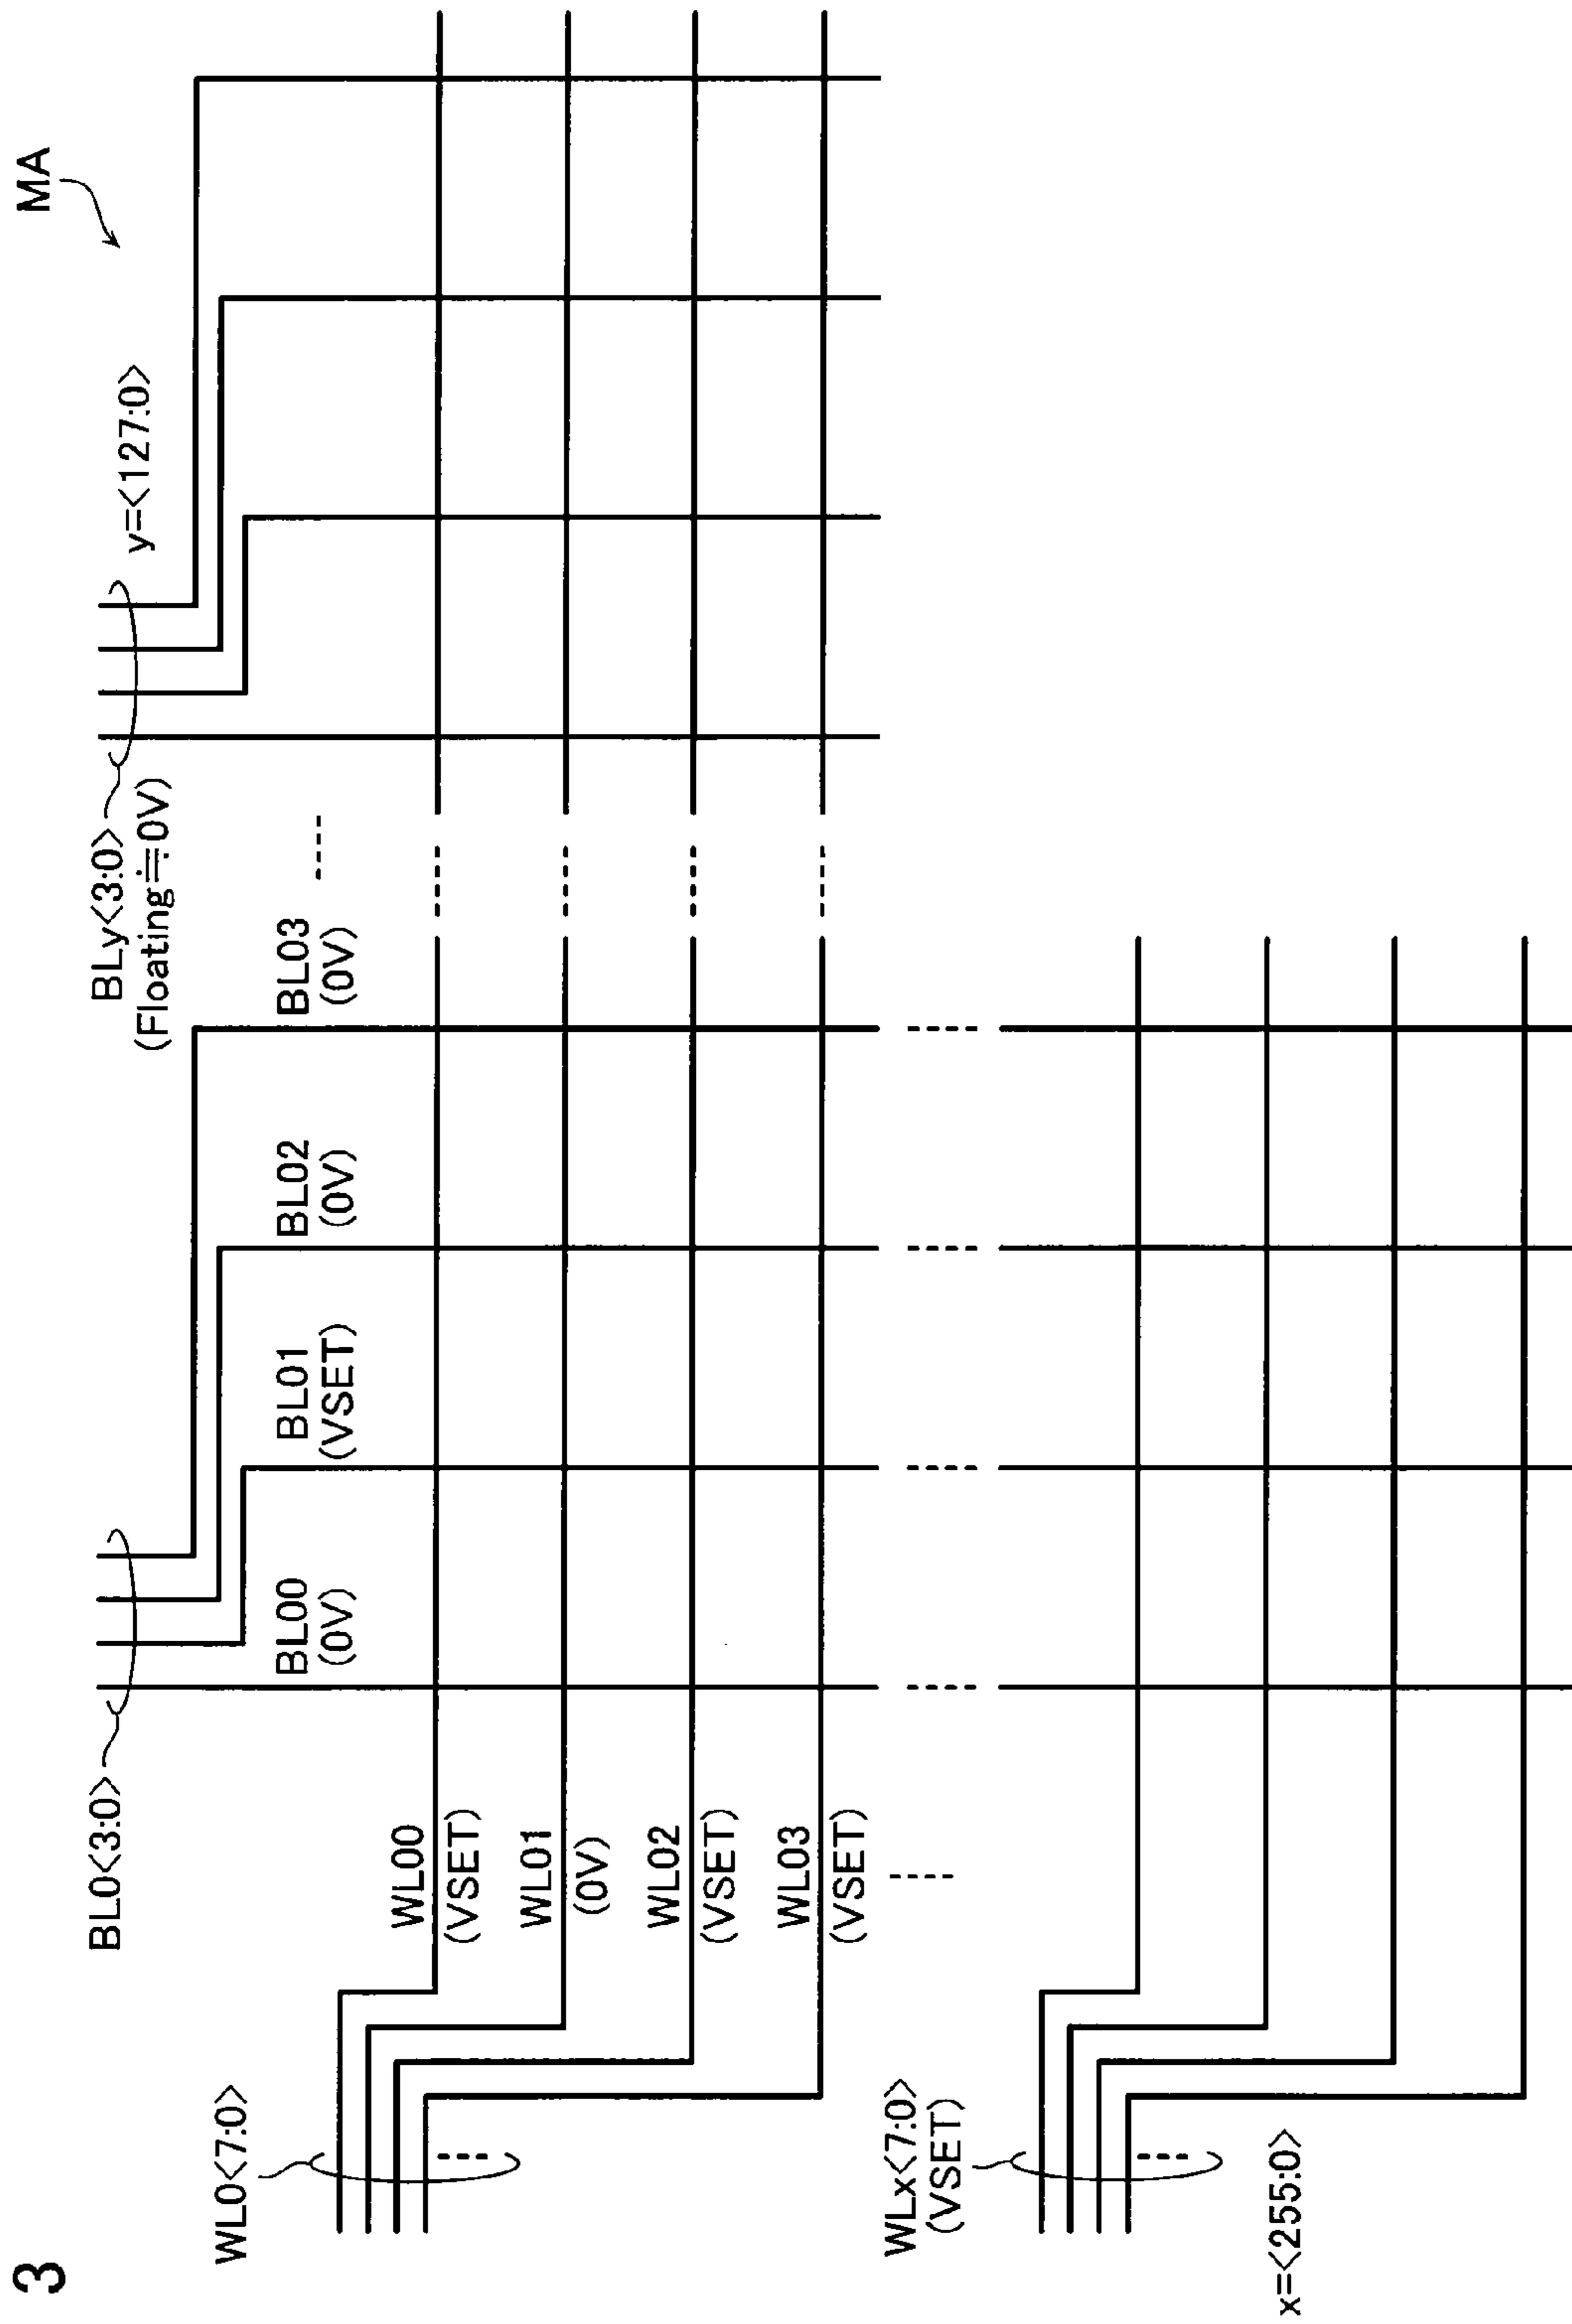 3
MA
BL0<3:0>
BLy<3:0>
(Floating≒0V)
y=<127:0>
BL00
(0V)
BL01
(VSET)
BL02
(0V)
BL03
(0V)
WL0<7:0>
WL00
(VSET)
WL01
(0V)
WL02
(VSET)
WL03
(VSET)
WLx<7:0>
(VSET)
x=<255:0>